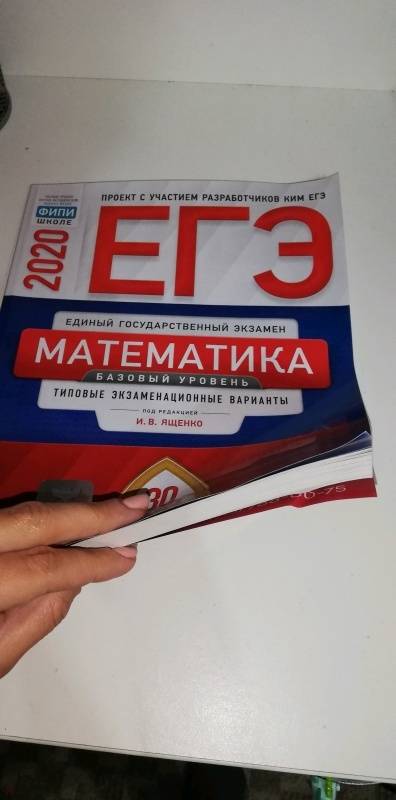 ПРОЕКТ С УЧАСТИЕМ РАЗРАБОТЧИКОВ КИМ ЕГЭ
ФИПИ
ШКОЛЕ
2020
ЕГЭ
ЕДИНЫЙ ГОСУДАРСТВЕННЫЙ ЭКЗАМЕН
МАТЕМАТИКА
БАЗОВЫЙ УРОВЕНЬ
ТИПОВЫЕ ЭКЗАМЕНАЦИОННЫЕ ВАРИАНТЫ
ПОД РЕДАКЦИЕЙ
И. В. ЯЩЕНКО
30